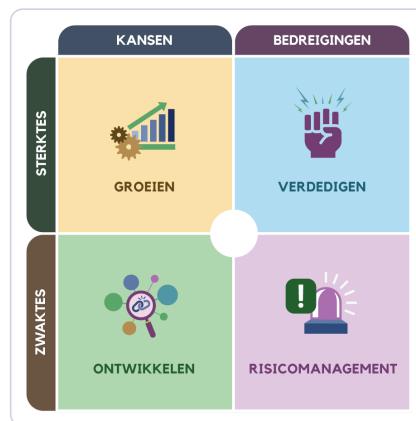 KANSEN
BEDREIGINGEN
STERKTES
GROEIEN
VERDEDIGEN
ZWAKTES
ONTWIKKELEN
RISICOMANAGEMENT